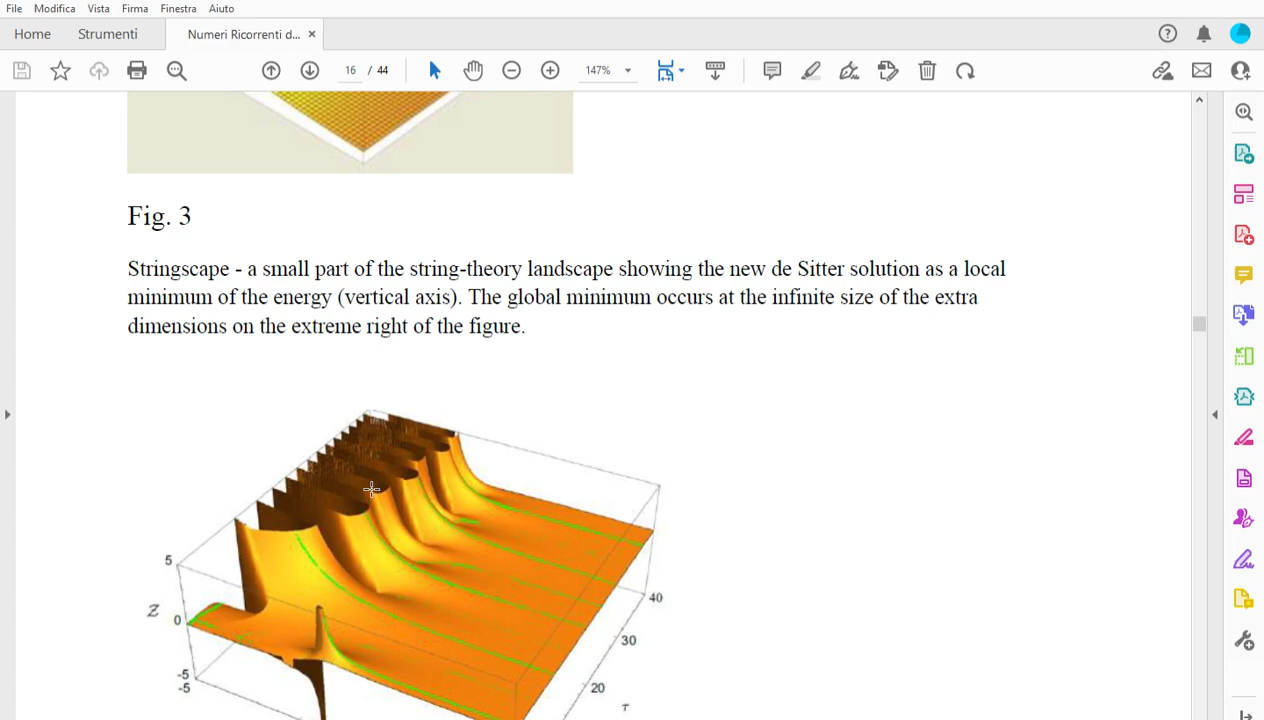 File Modifica Vista Firma Finestra Aiuto
Home Strumenti Numeri Ricorrenti d... ×
16 / 44 147%
Fig. 3
Stringscape - a small part of the string-theory landscape showing the new de Sitter solution as a local
minimum of the energy (vertical axis). The global minimum occurs at the infinite size of the extra
dimensions on the extreme right of the figure.
5
Z 0
-5
-5
40
30
20
τ